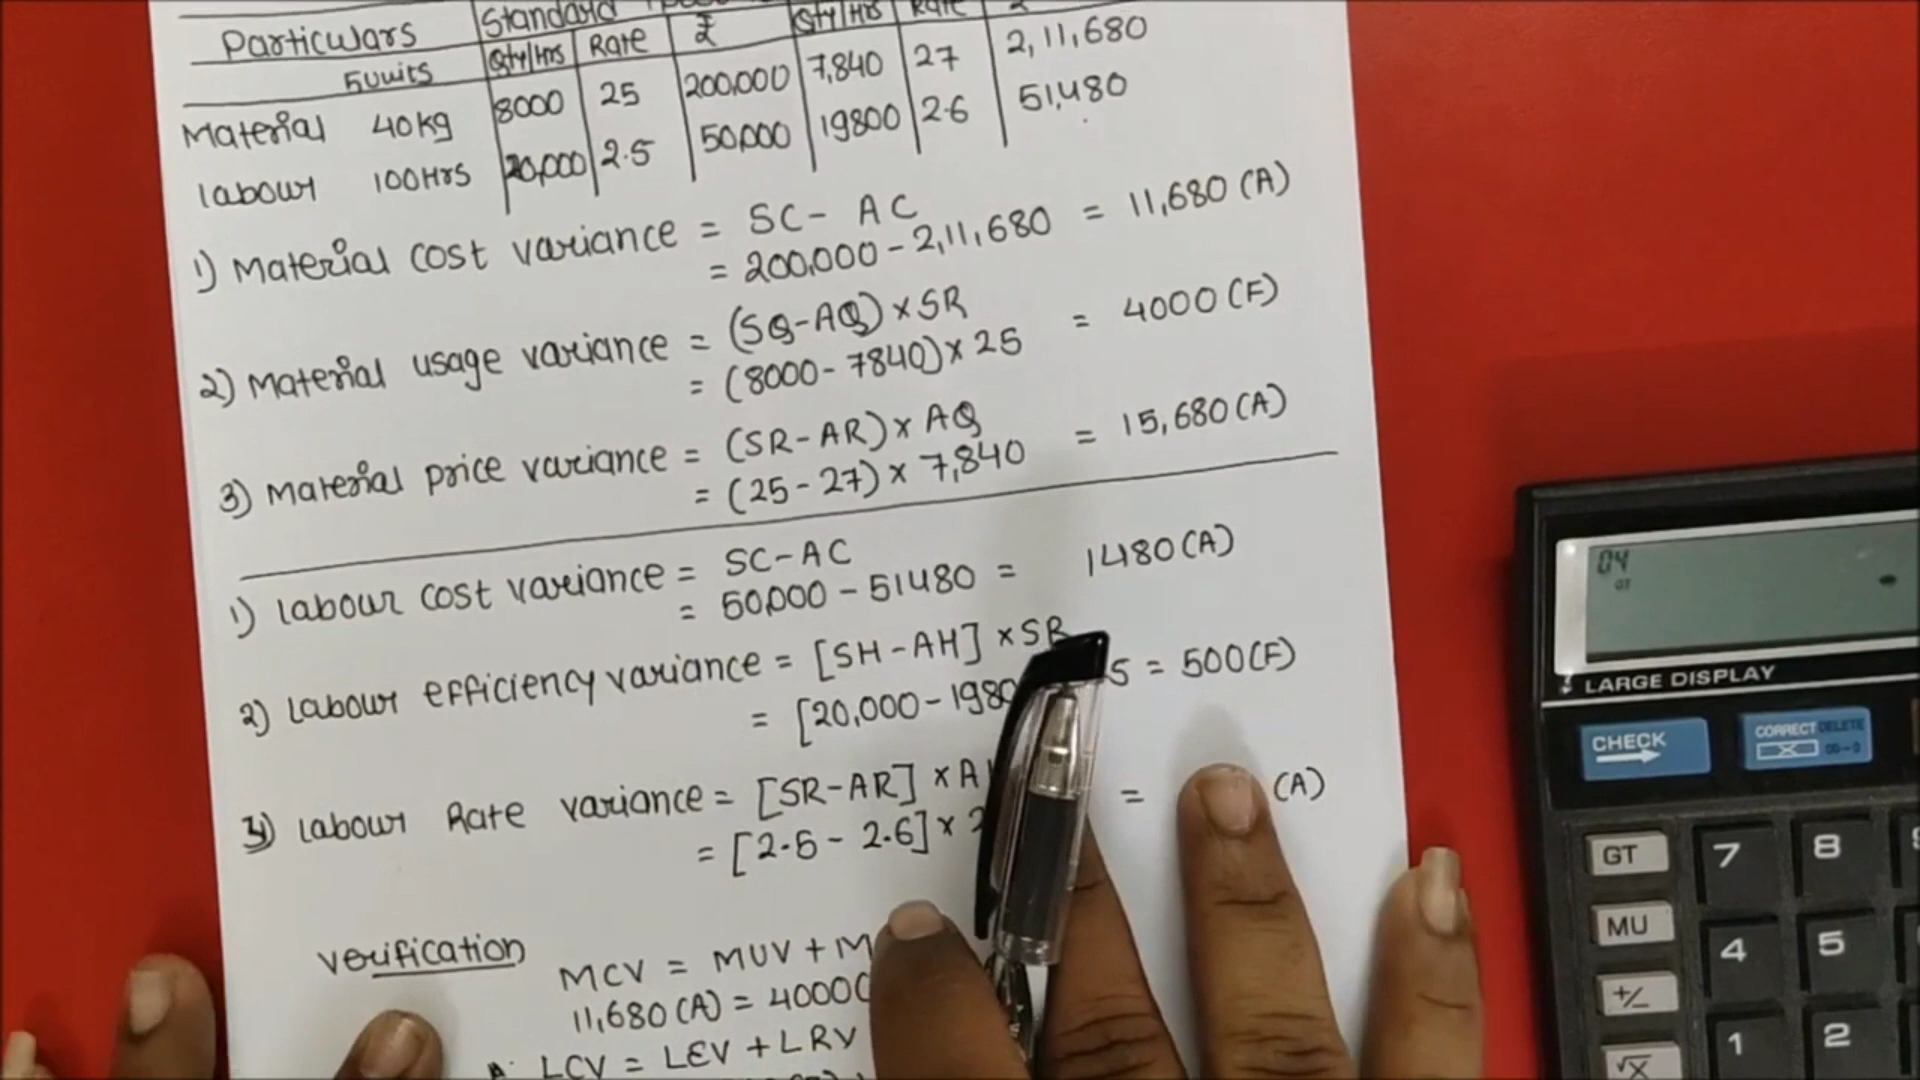 Particulars Standard
5units Qty/Hrs Rate ₹ Qty/Hrs Rate
Material 40kg 8000 25 200,000 7,840 27 2,11,680
labour 100Hrs 20,000 2.5 50,000 19800 2.6 51,480
1) Material cost variance = SC - AC
= 200,000 - 2,11,680 = 11,680 (A)
2) Material usage variance = (SQ-AQ) x SR
= (8000 - 7840) x 25 = 4000 (F)
3) Material price variance = (SR-AR) x AQ
= (25 - 27) x 7,840 = 15,680 (A)
1) labour cost variance = SC-AC
= 50,000 - 51480 = 1480 (A)
2) labour efficiency variance = [SH-AH] x SR
= [20,000 - 1980 5 = 500 (F)
3) labour Rate variance = [SR-AR] x A
= [2.5 - 2.6] x 2 = (A)
verification
MCV = MUV + M
11,680 (A) = 4000(
LCV = LEV + LRV
04
GT
LARGE DISPLAY
CHECK
CORRECT DELETE
00→0
GT 7 8
MU 4 5
+/- 1 2
√x